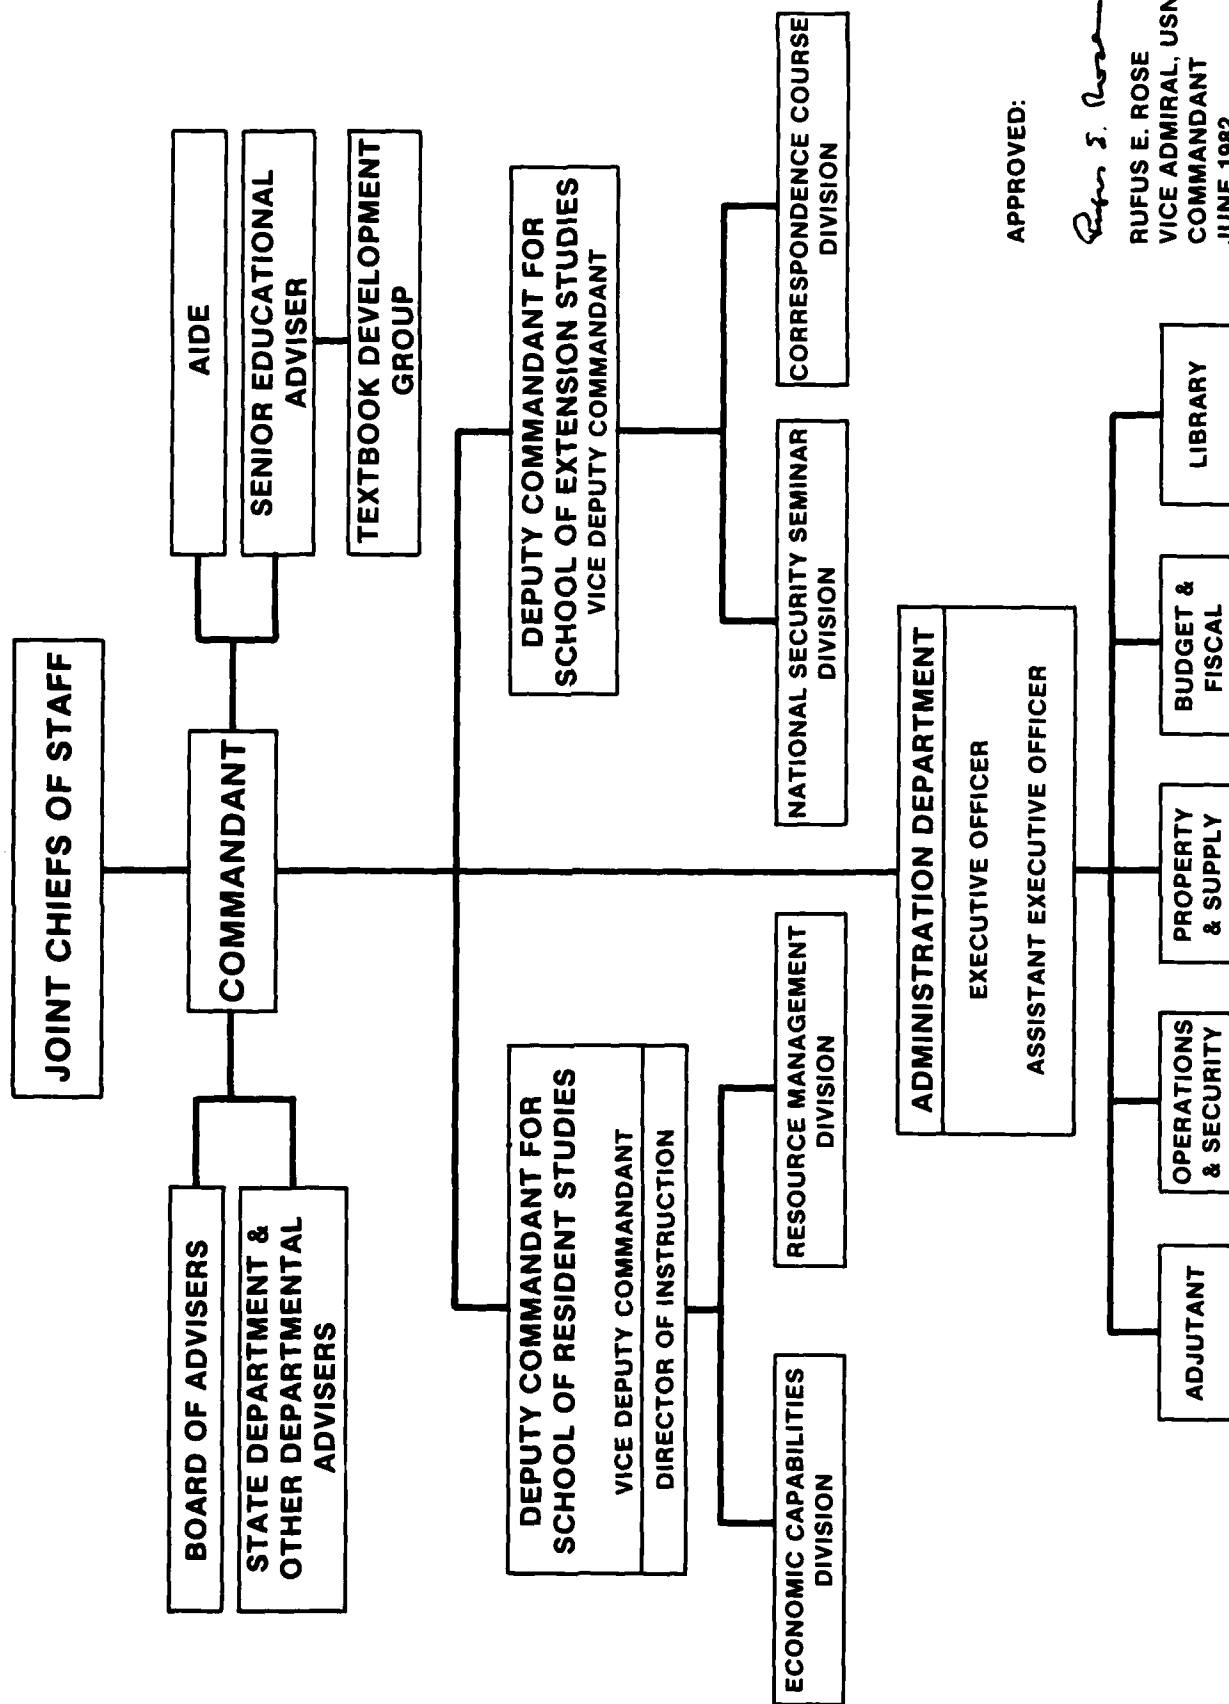 JOINT CHIEFS OF STAFF
COMMANDANT
BOARD OF ADVISERS
STATE DEPARTMENT &
OTHER DEPARTMENTAL
ADVISERS
AIDE
SENIOR EDUCATIONAL
ADVISER
TEXTBOOK DEVELOPMENT
GROUP
DEPUTY COMMANDANT FOR
SCHOOL OF RESIDENT STUDIES
VICE DEPUTY COMMANDANT
DIRECTOR OF INSTRUCTION
DEPUTY COMMANDANT FOR
SCHOOL OF EXTENSION STUDIES
VICE DEPUTY COMMANDANT
ECONOMIC CAPABILITIES
DIVISION
RESOURCE MANAGEMENT
DIVISION
NATIONAL SECURITY SEMINAR
DIVISION
CORRESPONDENCE COURSE
DIVISION
ADMINISTRATION DEPARTMENT
EXECUTIVE OFFICER
ASSISTANT EXECUTIVE OFFICER
ADJUTANT
OPERATIONS
& SECURITY
PROPERTY
& SUPPLY
BUDGET &
FISCAL
LIBRARY
APPROVED:
Rufus E. Rose
RUFUS E. ROSE
VICE ADMIRAL, USN
COMMANDANT
JUNE